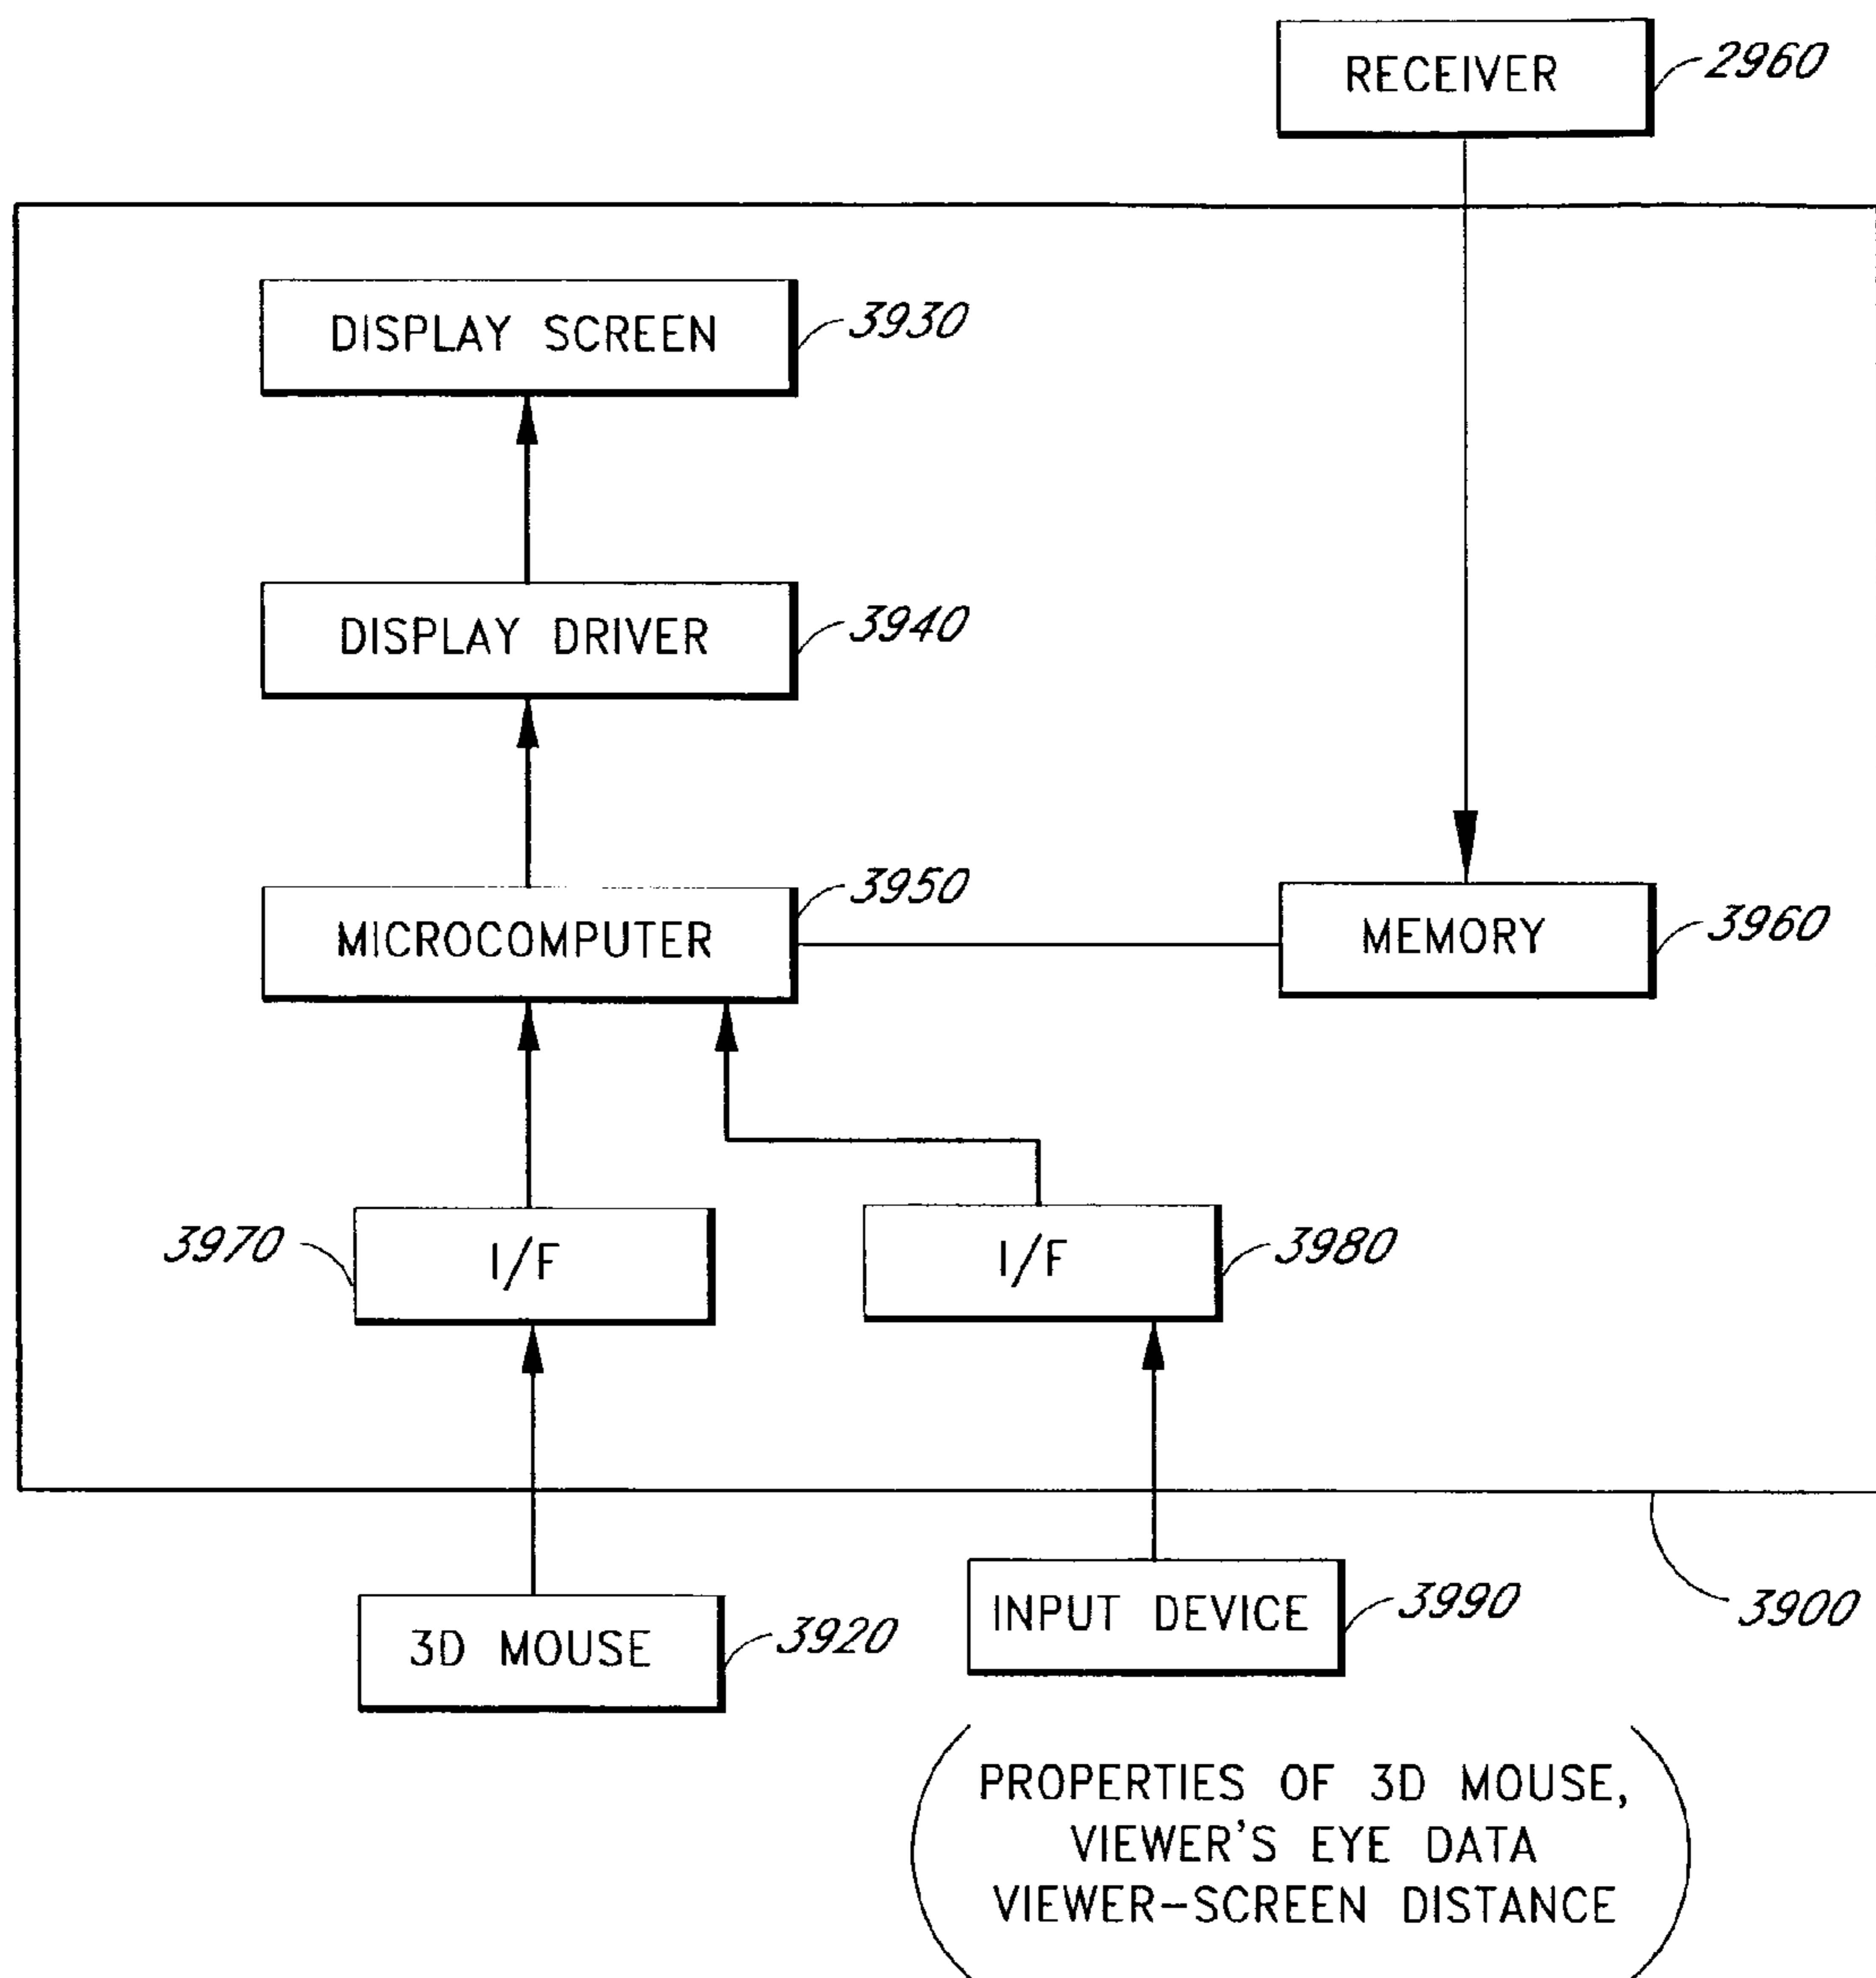 RECEIVER
2960
DISPLAY SCREEN
3930
DISPLAY DRIVER
3940
MICROCOMPUTER
3950
MEMORY
3960
3970
I/F
I/F
3980
3D MOUSE
3920
INPUT DEVICE
3990
3900
PROPERTIES OF 3D MOUSE,
VIEWER'S EYE DATA
VIEWER-SCREEN DISTANCE